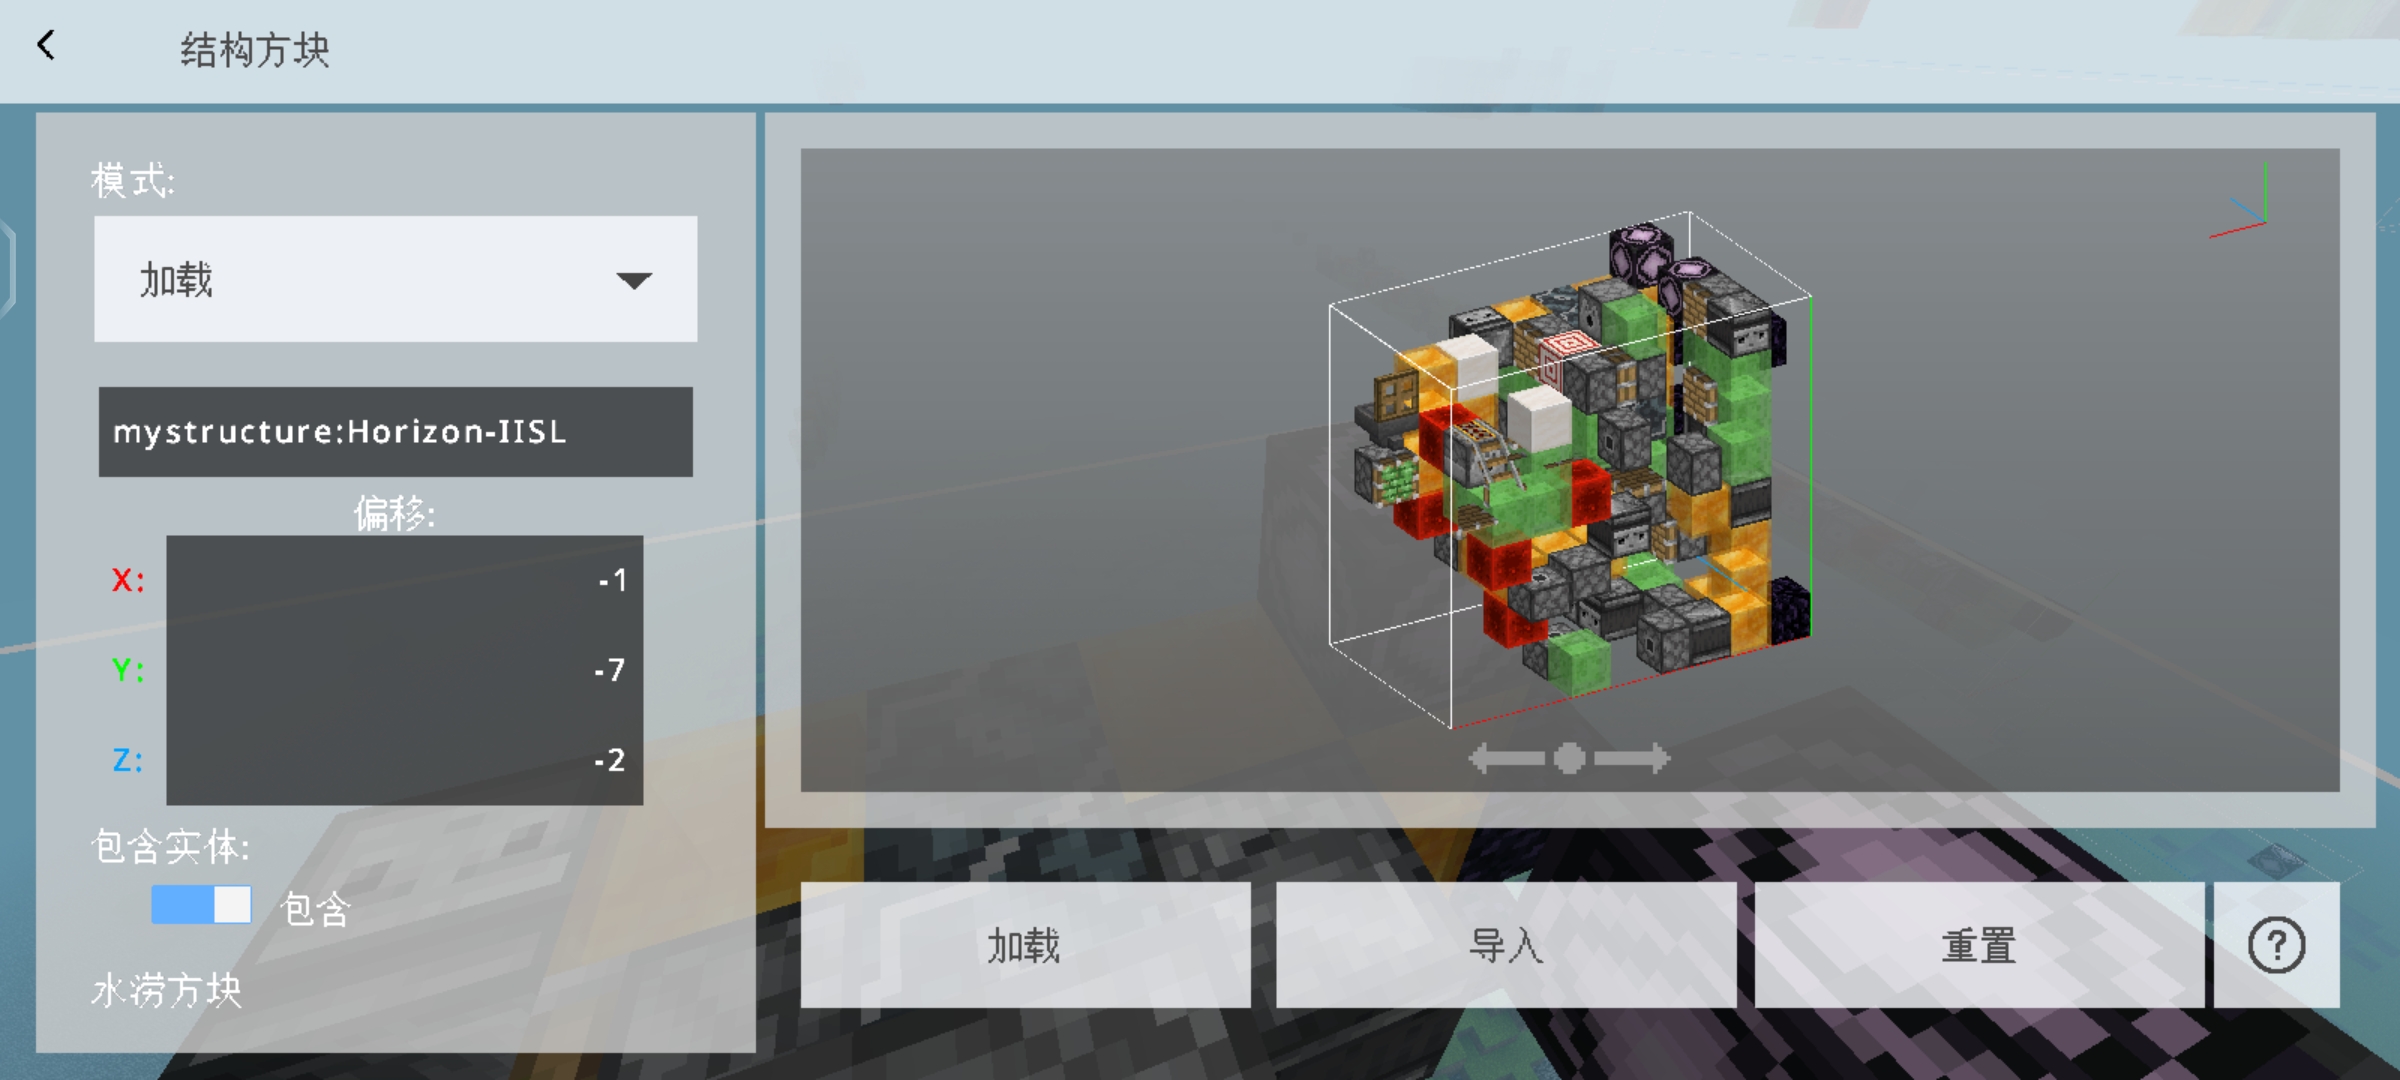 结构方块
模式:
加载
mystructure:Horizon-IISL
偏移:
X: -1
Y: -7
Z: -2
包含实体:
包含
水涝方块
加载
导入
重置
?